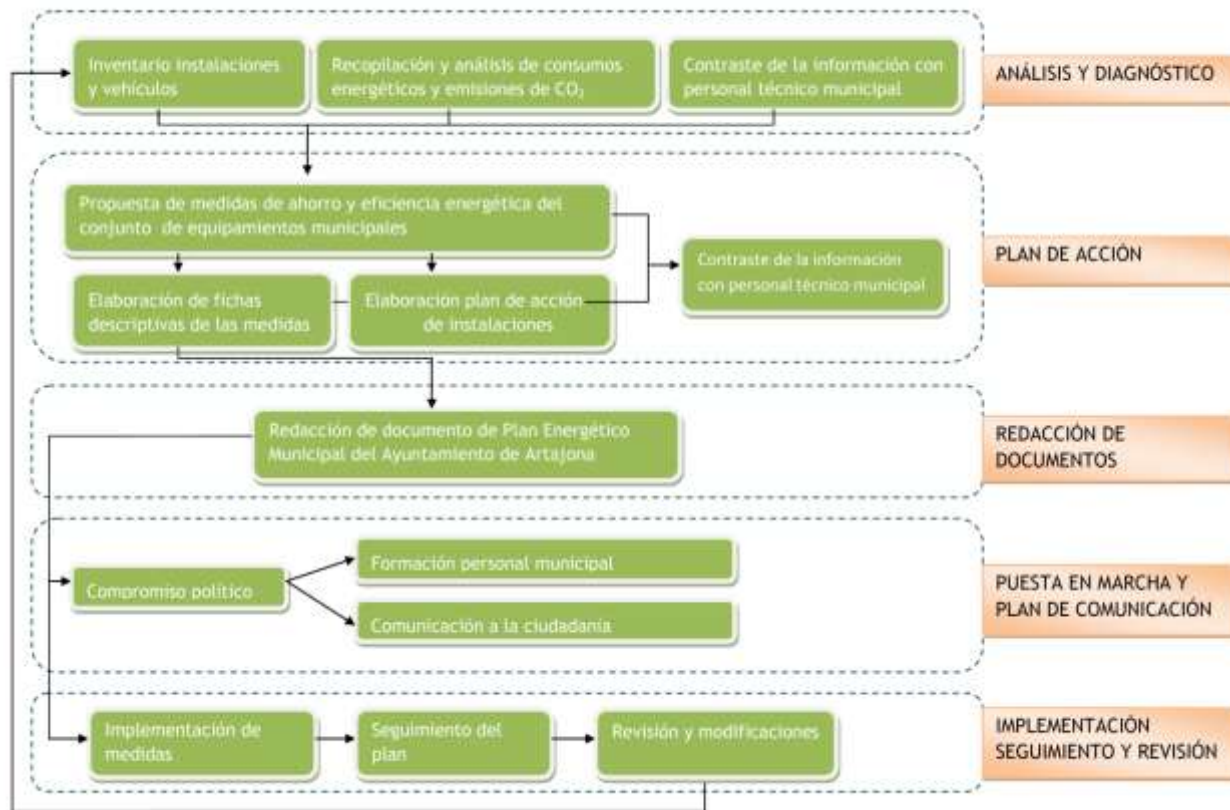 Inventario instalaciones
y vehículos
Recopilación y análisis de consumos
energéticos y emisiones de CO₂
Contraste de la información con
personal técnico municipal
ANÁLISIS Y DIAGNÓSTICO
Propuesta de medidas de ahorro y eficiencia energética del
conjunto de equipamientos municipales
Contraste de la información
con personal técnico municipal
Elaboración de fichas
descriptivas de las medidas
Elaboración plan de acción
de instalaciones
PLAN DE ACCIÓN
Redacción de documento de Plan Energético
Municipal del Ayuntamiento de Artajona
REDACCIÓN DE
DOCUMENTOS
Compromiso político
Formación personal municipal
Comunicación a la ciudadanía
PUESTA EN MARCHA Y
PLAN DE COMUNICACIÓN
Implementación de
medidas
Seguimiento del
plan
Revisión y modificaciones
IMPLEMENTACIÓN
SEGUIMIENTO Y REVISIÓN